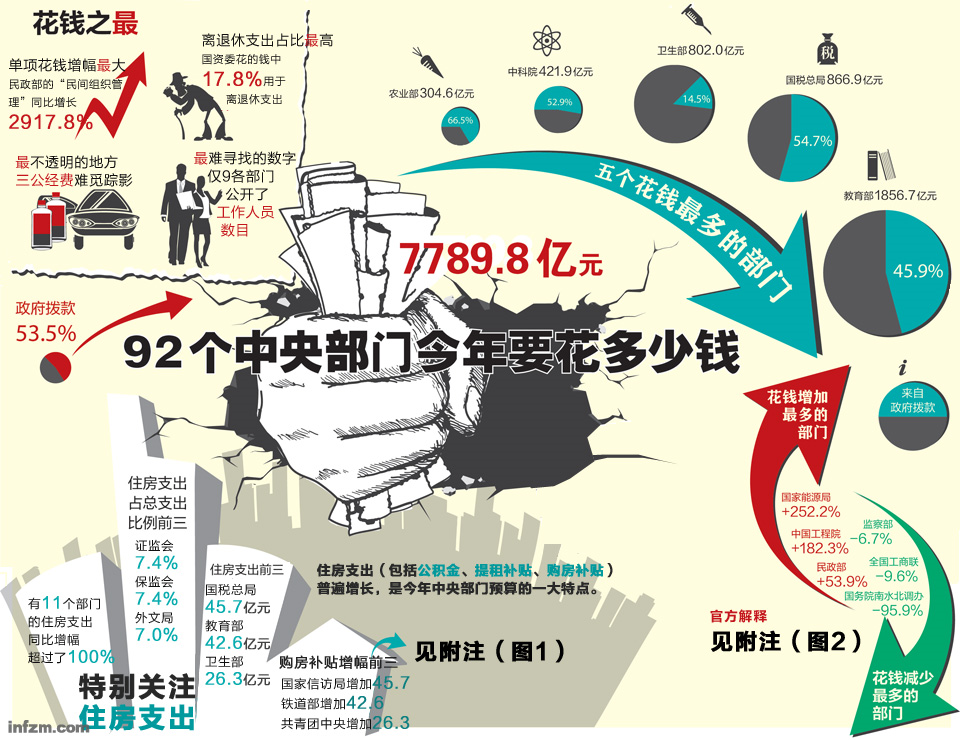 花钱之最
单项花钱增幅最大
民政部的“民间组织管
理”同比增长
2917.8%
离退休支出占比最高
国资委花的钱中
17.8%用于
离退休支出
最不透明的地方
三公经费难觅踪影
最难寻找的数字
仅9各部门
公开了
工作人员
数目
农业部304.6亿元
66.5%
中科院421.9亿元
52.9%
卫生部802.0亿元
14.5%
国税总局866.9亿元
税
54.7%
教育部1856.7亿元
45.9%
五个花钱最多的部门
7789.8亿元
92个中央部门今年要花多少钱
政府拨款
53.5%
i
来自
政府拨款
花钱增加
最多的
部门
国家能源局
+252.2%
中国工程院
+182.3%
民政部
+53.9%
监察部
-6.7%
全国工商联
-9.6%
国务院南水北调办
-95.9%
花钱减少
最多的
部门
官方解释
见附注（图2）
住房支出（包括公积金、提租补贴、购房补贴）
普遍增长，是今年中央部门预算的一大特点。
见附注（图1）
住房支出
占总支出
比例前三
证监会
7.4%
保监会
7.4%
外文局
7.0%
住房支出前三
国税总局
45.7亿元
教育部
42.6亿元
卫生部
26.3亿元
有11个部门
的住房支出
同比增幅
超过了100%
购房补贴增幅前三
国家信访局增加45.7
铁道部增加42.6
共青团中央增加26.3
特别关注
住房支出
infzm.com